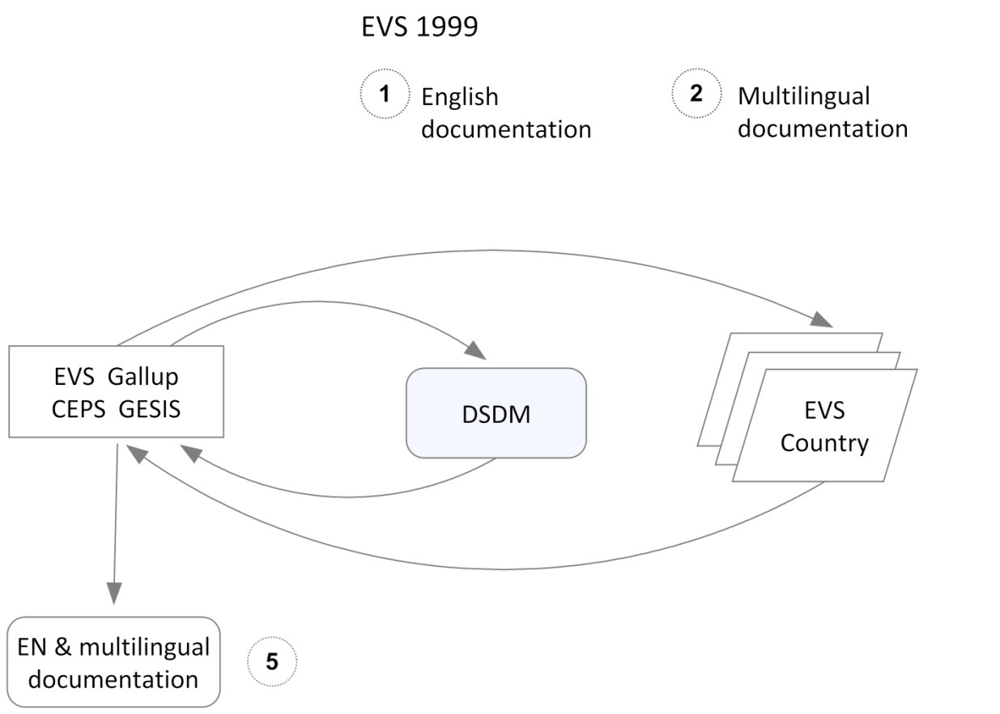 EVS 1999
1
English
documentation
2
Multilingual
documentation
EVS Gallup
CEPS GESIS
DSDM
EVS
Country
EN & multilingual
documentation
5